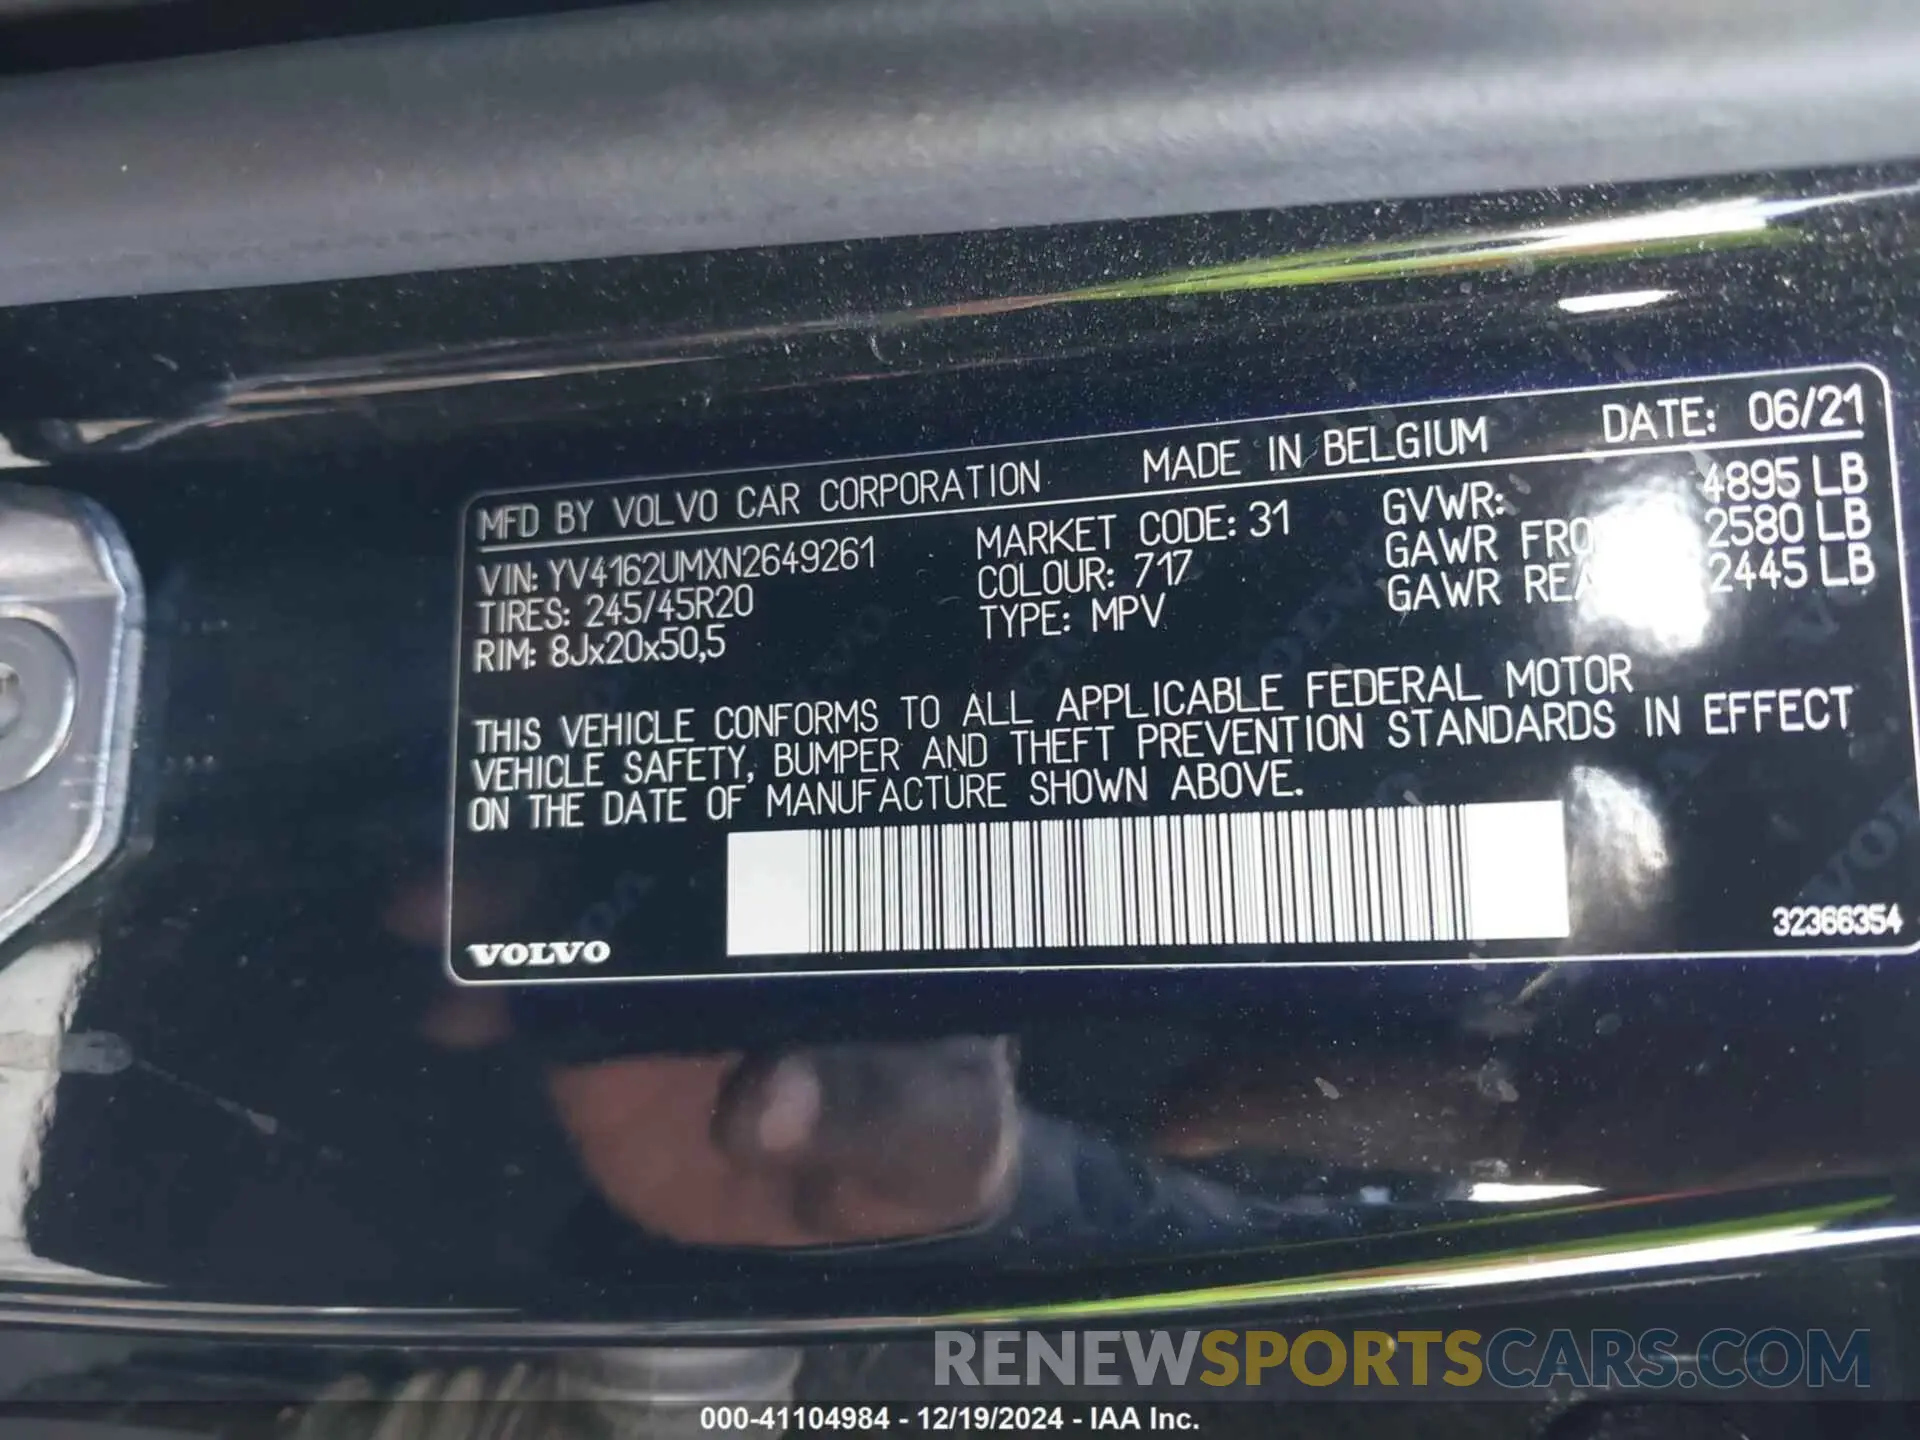 MFD BY VOLVO CAR CORPORATION MADE IN BELGIUM DATE: 06/21
VIN: YV4162UMXN2649261 MARKET CODE: 31 GVWR: 4895 LB
TIRES: 245/45R20 COLOUR: 717 GAWR FRO 2580 LB
RIM: 8Jx20x50,5 TYPE: MPV GAWR REA 2445 LB
THIS VEHICLE CONFORMS TO ALL APPLICABLE FEDERAL MOTOR
VEHICLE SAFETY, BUMPER AND THEFT PREVENTION STANDARDS IN EFFECT
ON THE DATE OF MANUFACTURE SHOWN ABOVE.
VOLVO
32366354
RENEWSPORTSCARS.COM
000-41104984 - 12/19/2024 - IAA Inc.